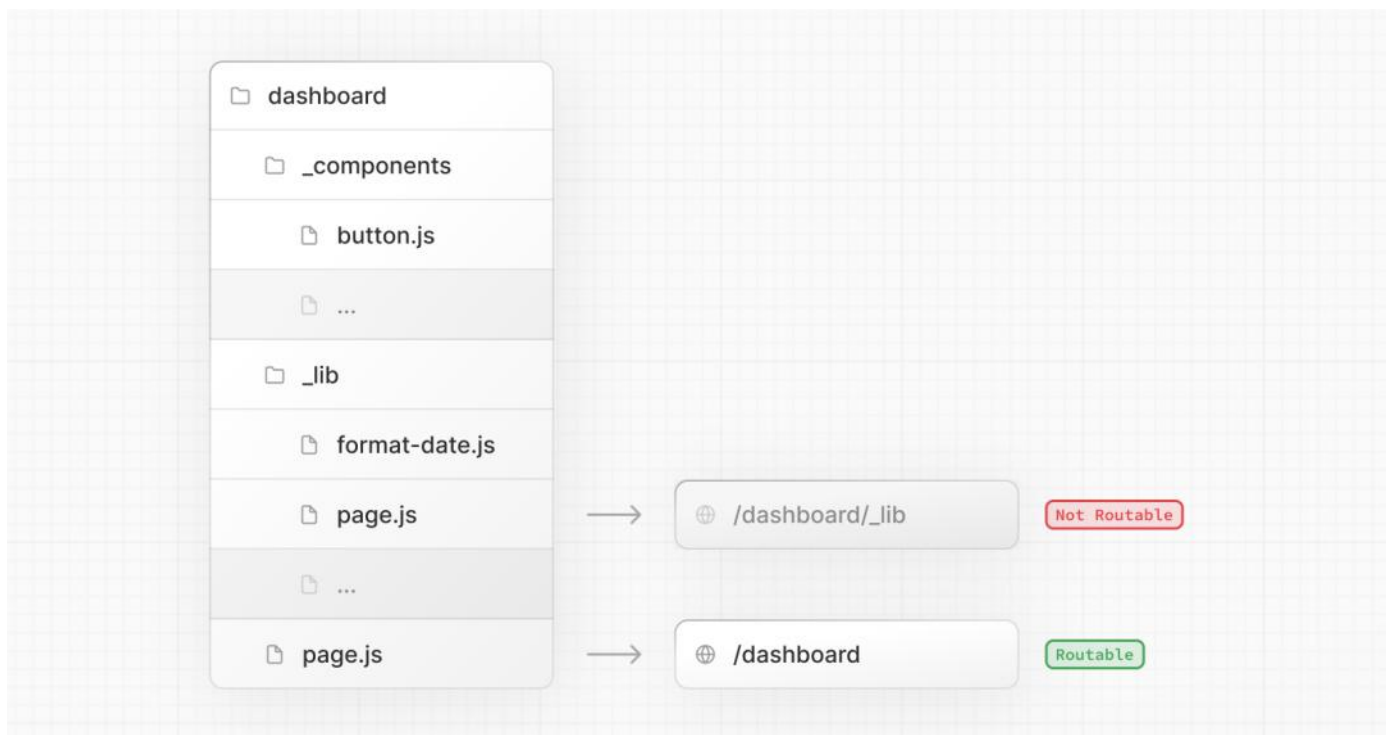 dashboard
_components
button.js
...
_lib
format-date.js
page.js
/dashboard/_lib
Not Routable
...
page.js
/dashboard
Routable